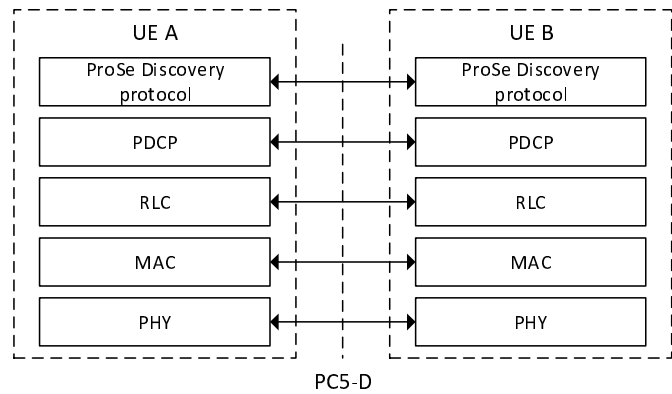 UE A
UE B
ProSe Discovery
protocol
ProSe Discovery
protocol
PDCP
PDCP
RLC
RLC
MAC
MAC
PHY
PHY
PC5-D